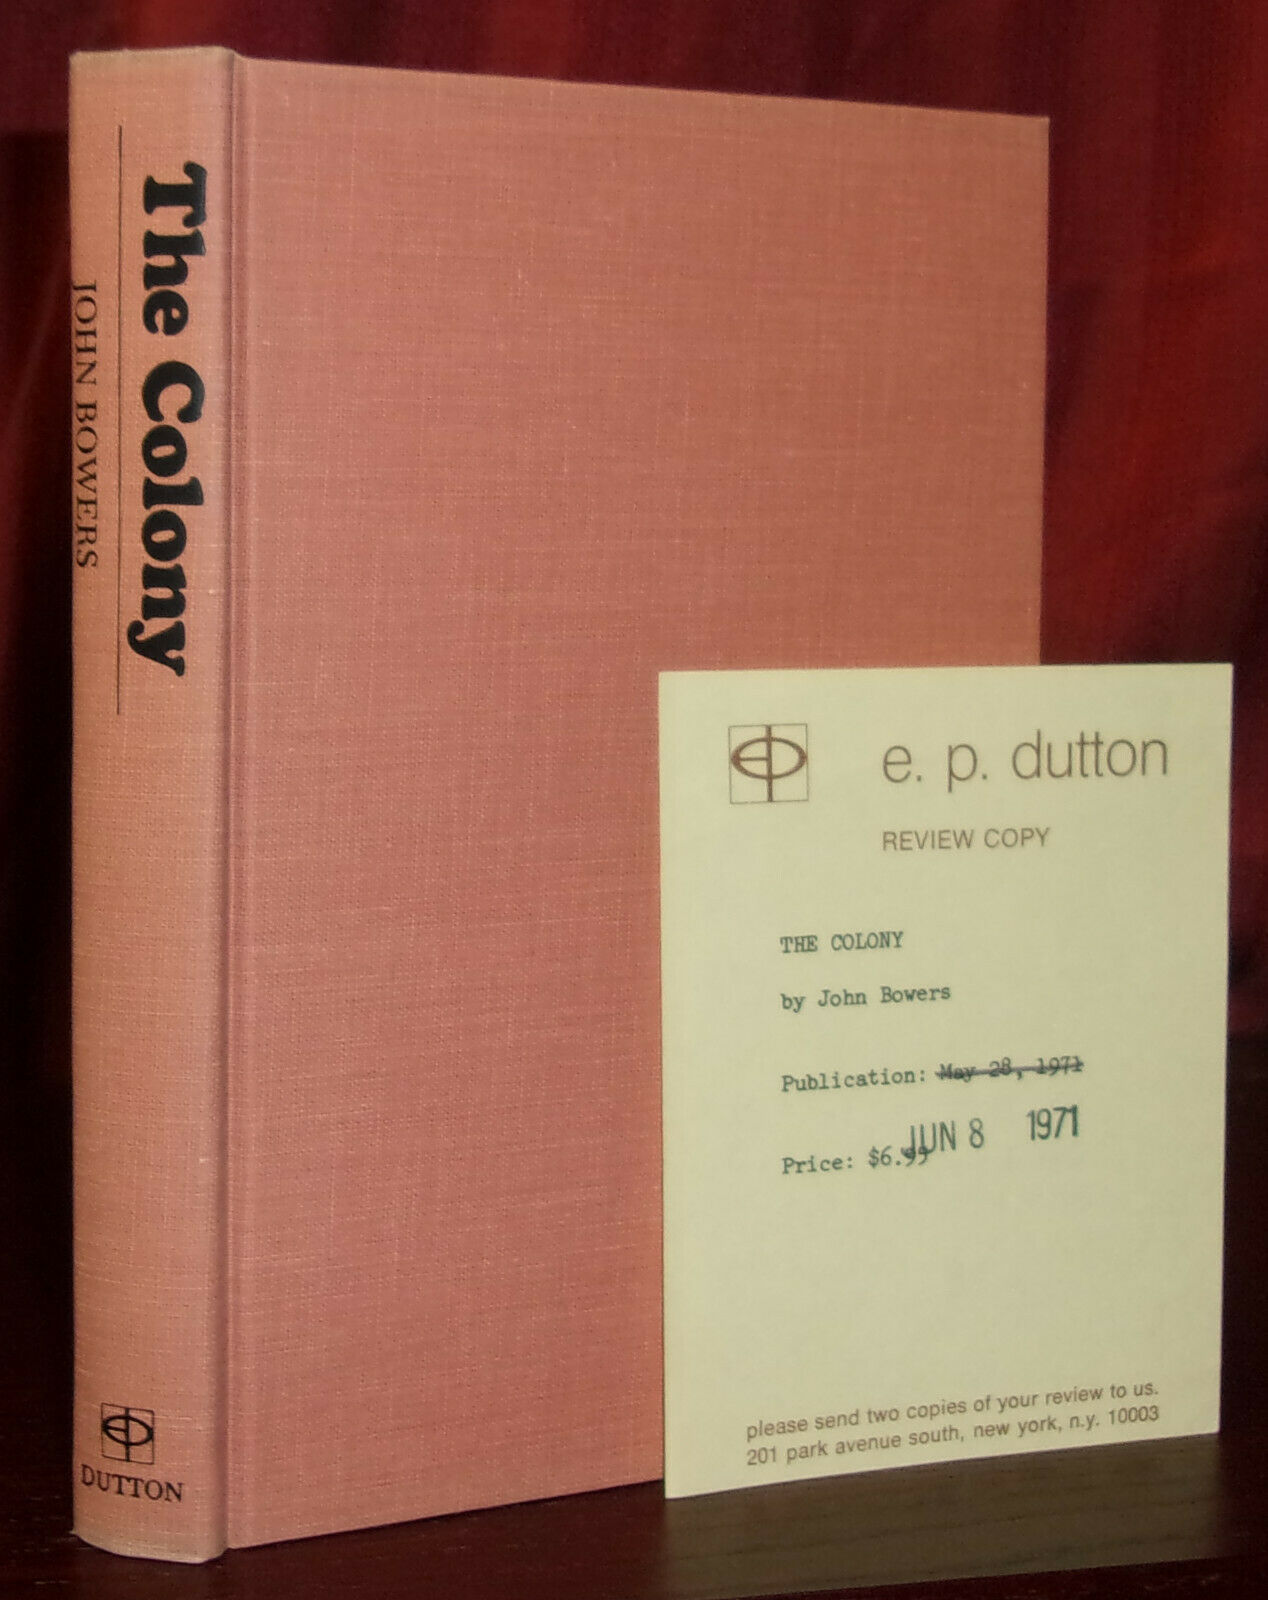 The Colony
JOHN BOWERS
DUTTON
e. p. dutton
REVIEW COPY
THE COLONY
by John Bowers
Publication: May 28, 1971
JUN 8 1971
Price: $6.95
please send two copies of your review to us.
201 park avenue south, new york, n.y. 10003